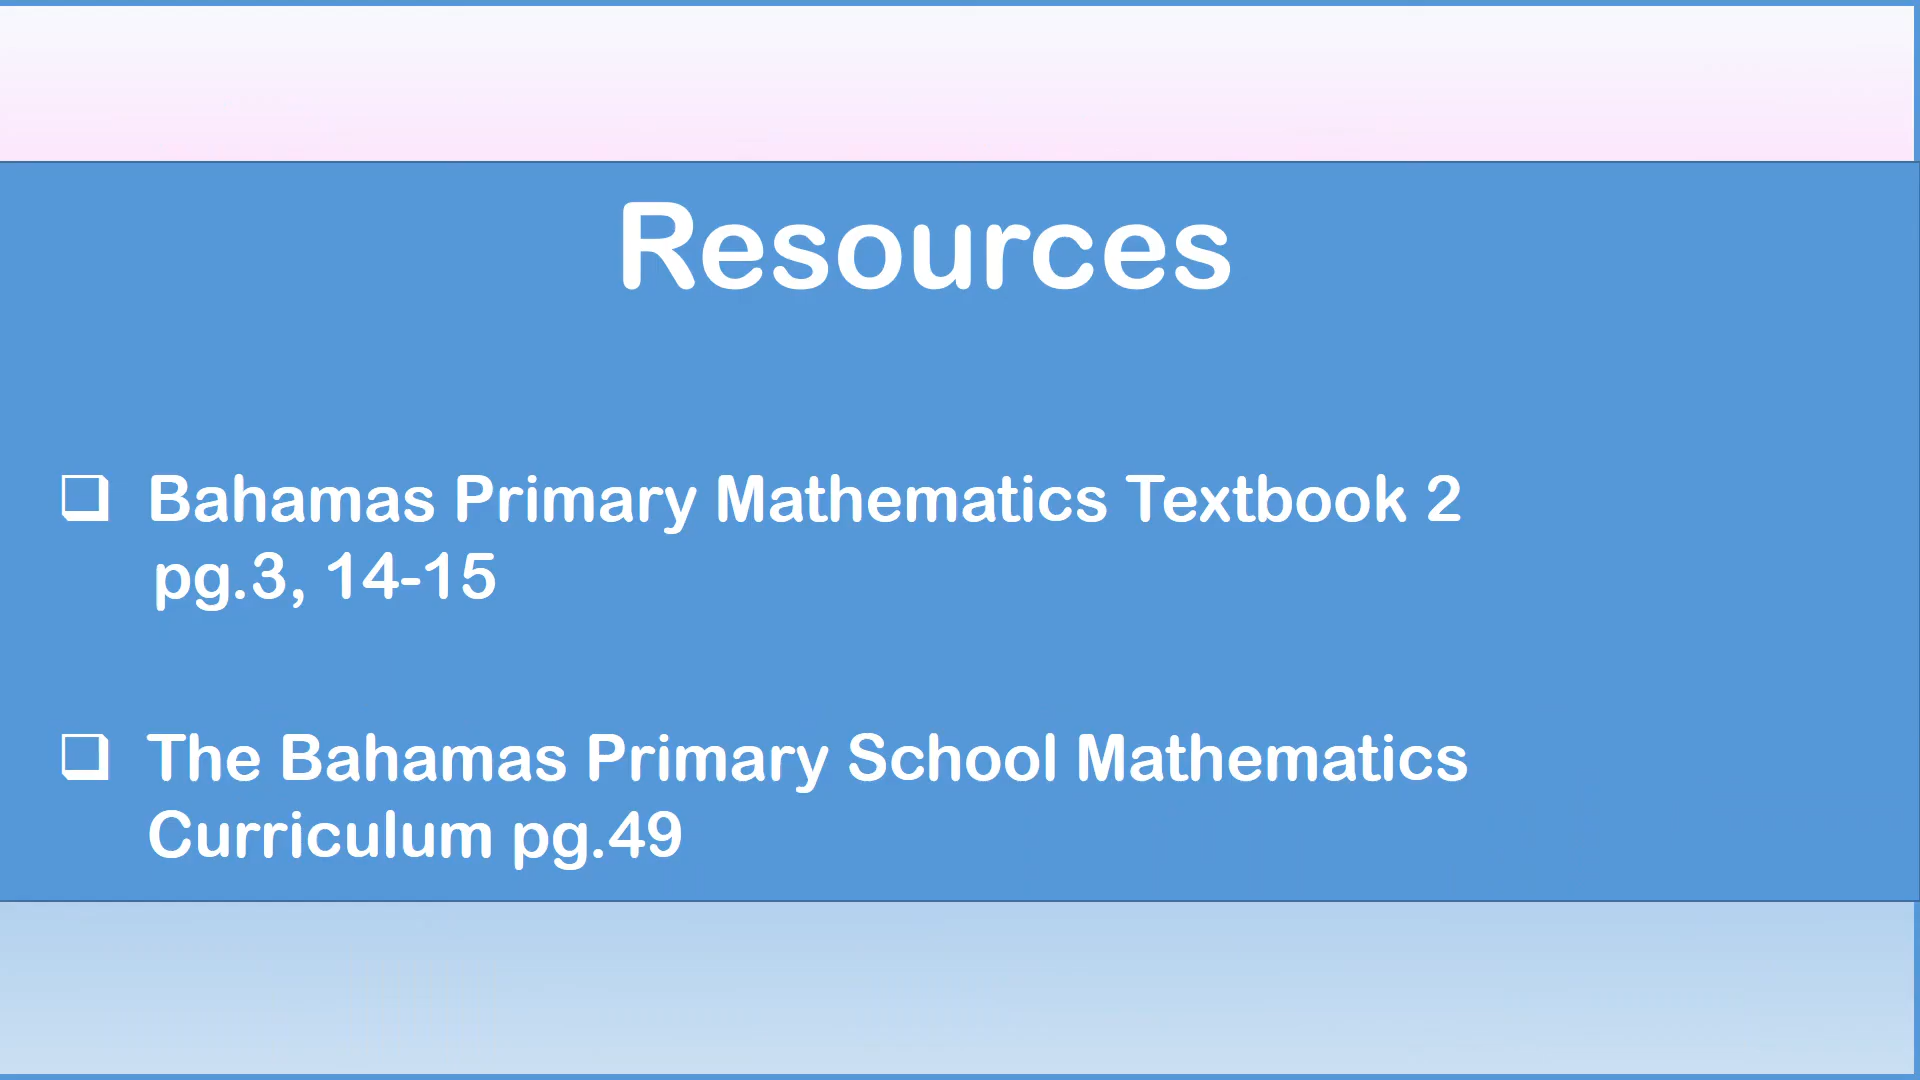 Resources
❑ Bahamas Primary Mathematics Textbook 2
pg.3, 14-15
❑ The Bahamas Primary School Mathematics
Curriculum pg.49